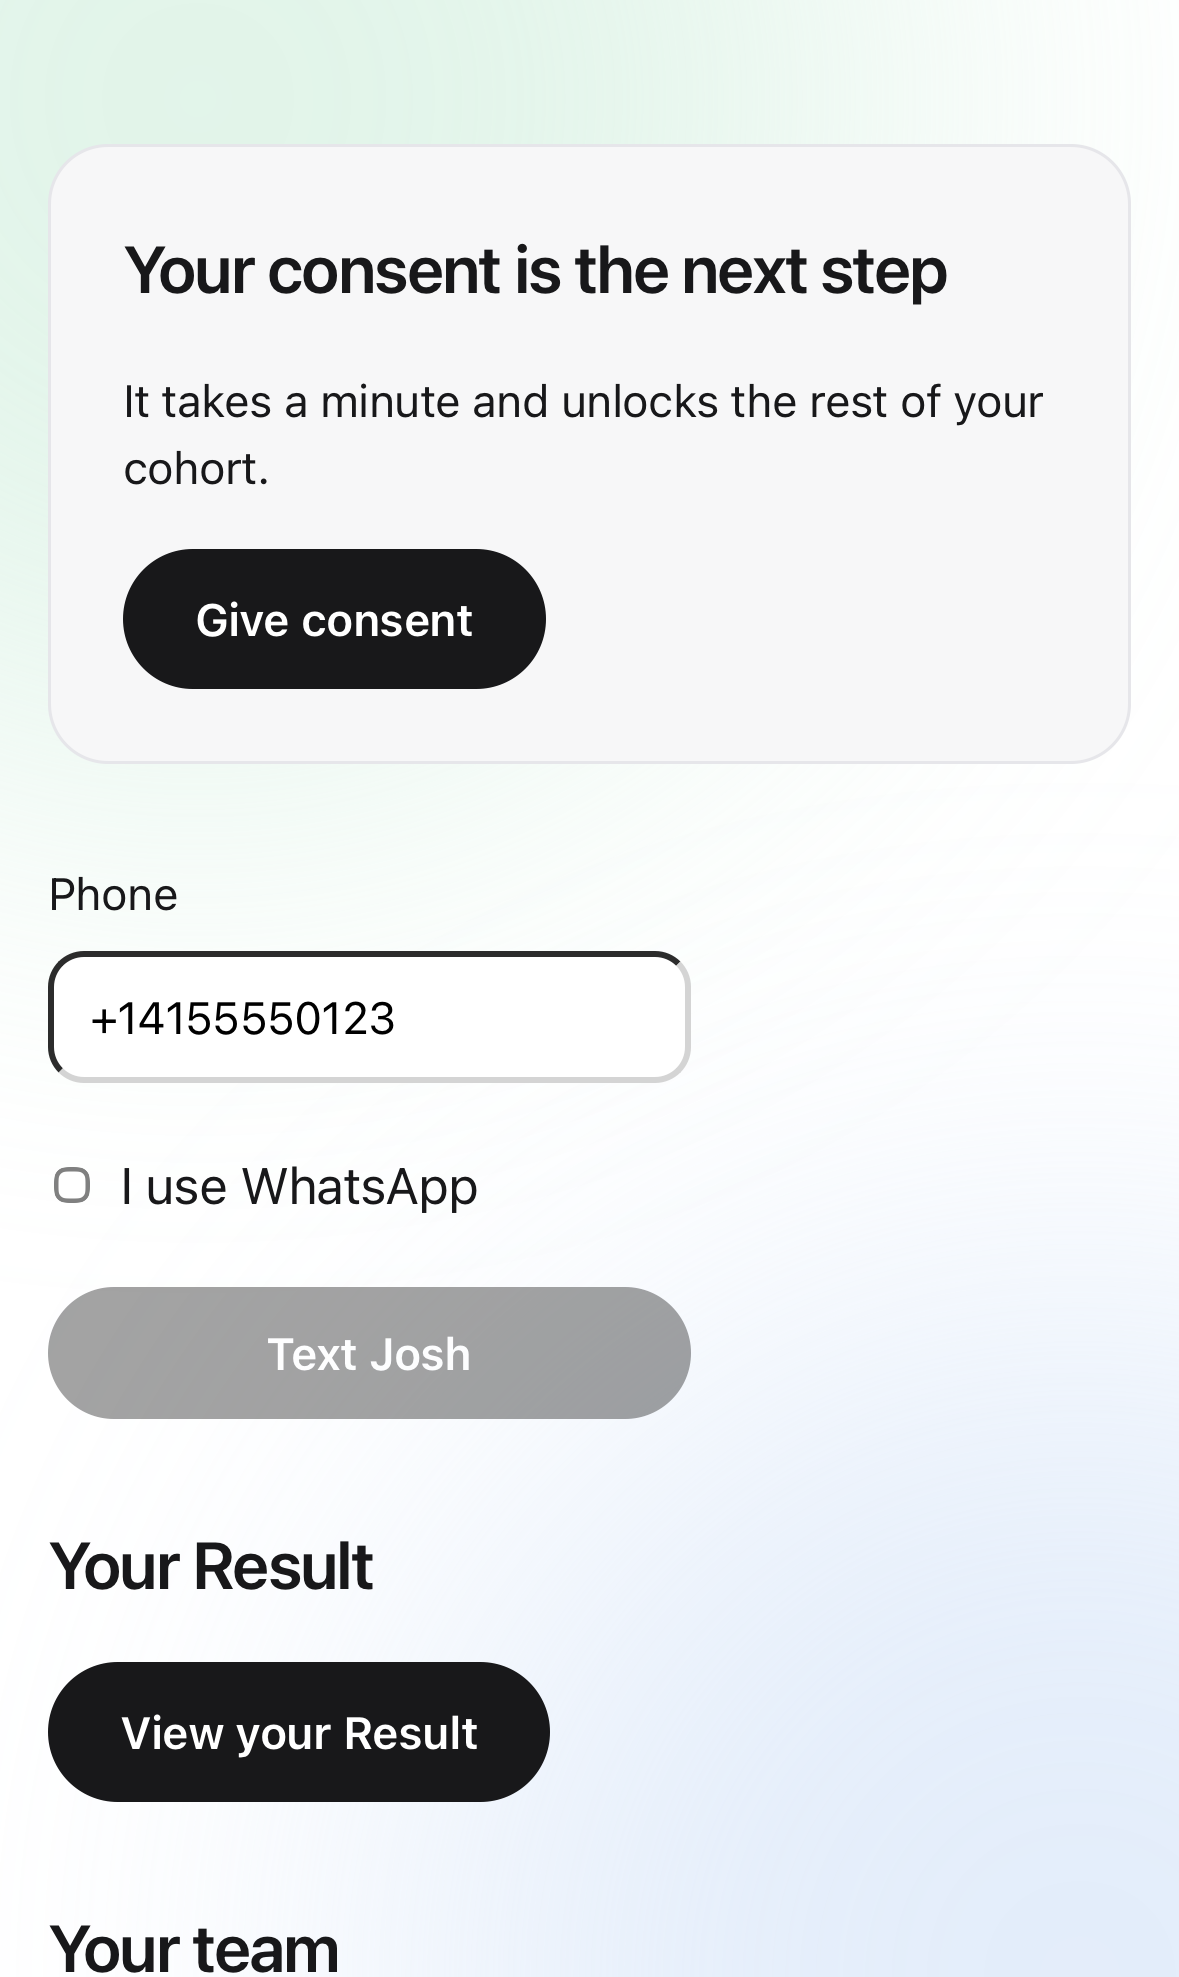 Your consent is the next step
It takes a minute and unlocks the rest of your
cohort.
Give consent
Phone
+14155550123
I use WhatsApp
Text Josh
Your Result
View your Result
Your team